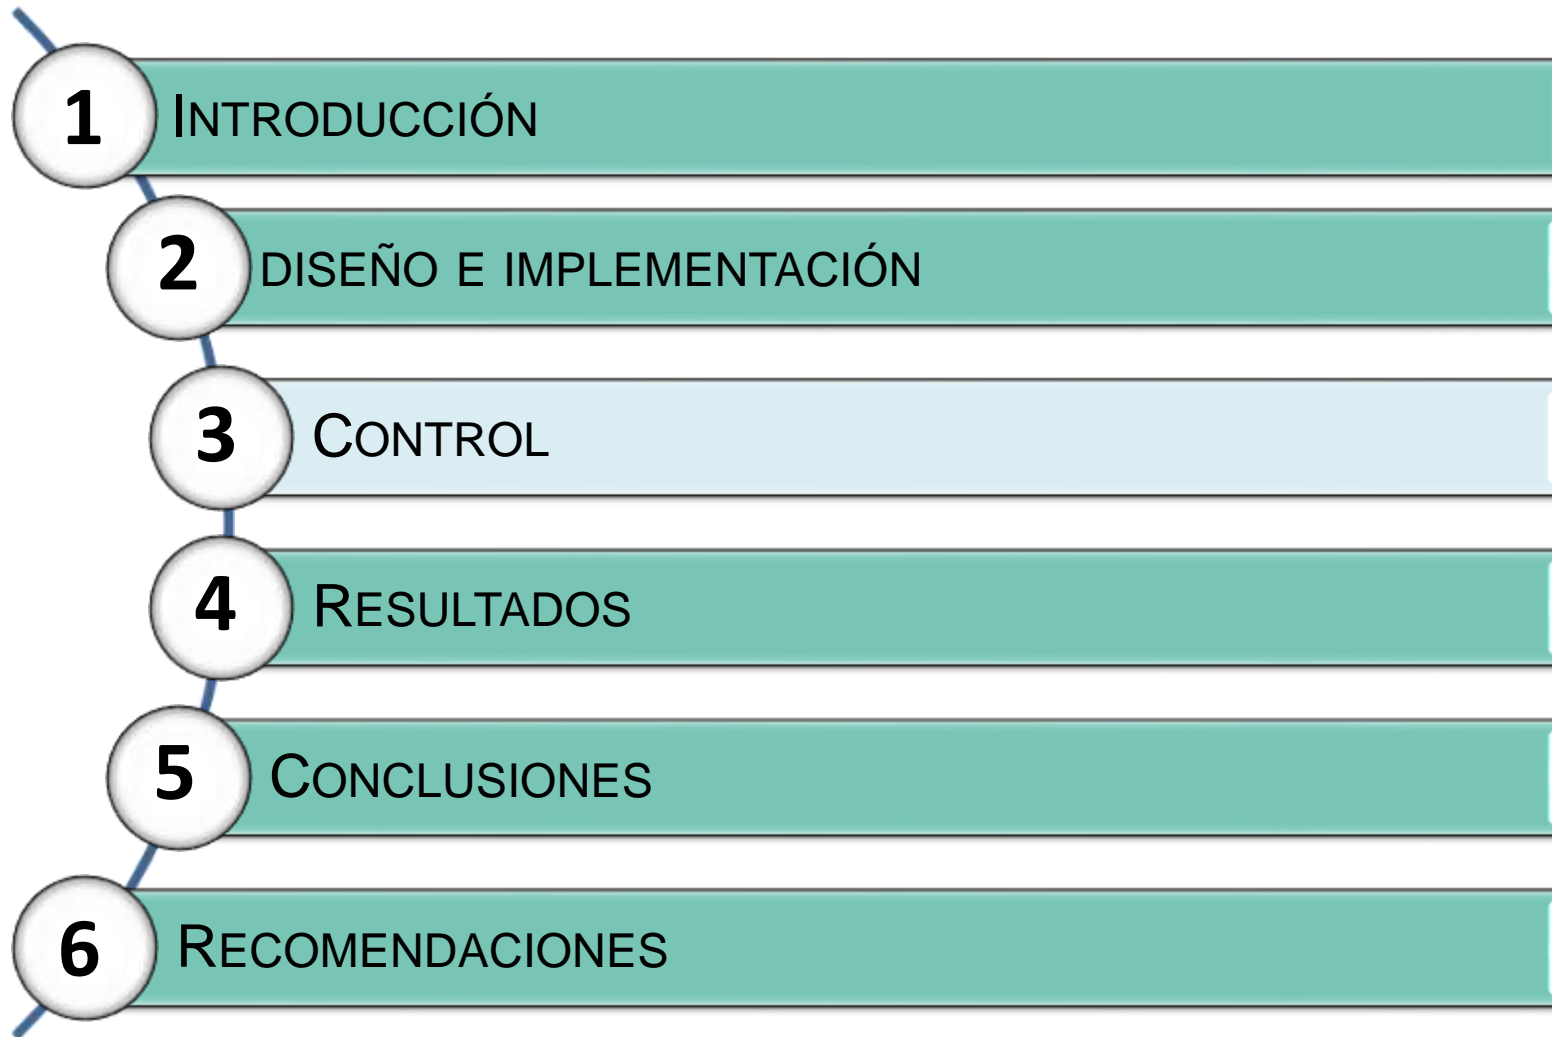 1 INTRODUCCIÓN
2 DISEÑO E IMPLEMENTACIÓN
3 CONTROL
4 RESULTADOS
5 CONCLUSIONES
6 RECOMENDACIONES